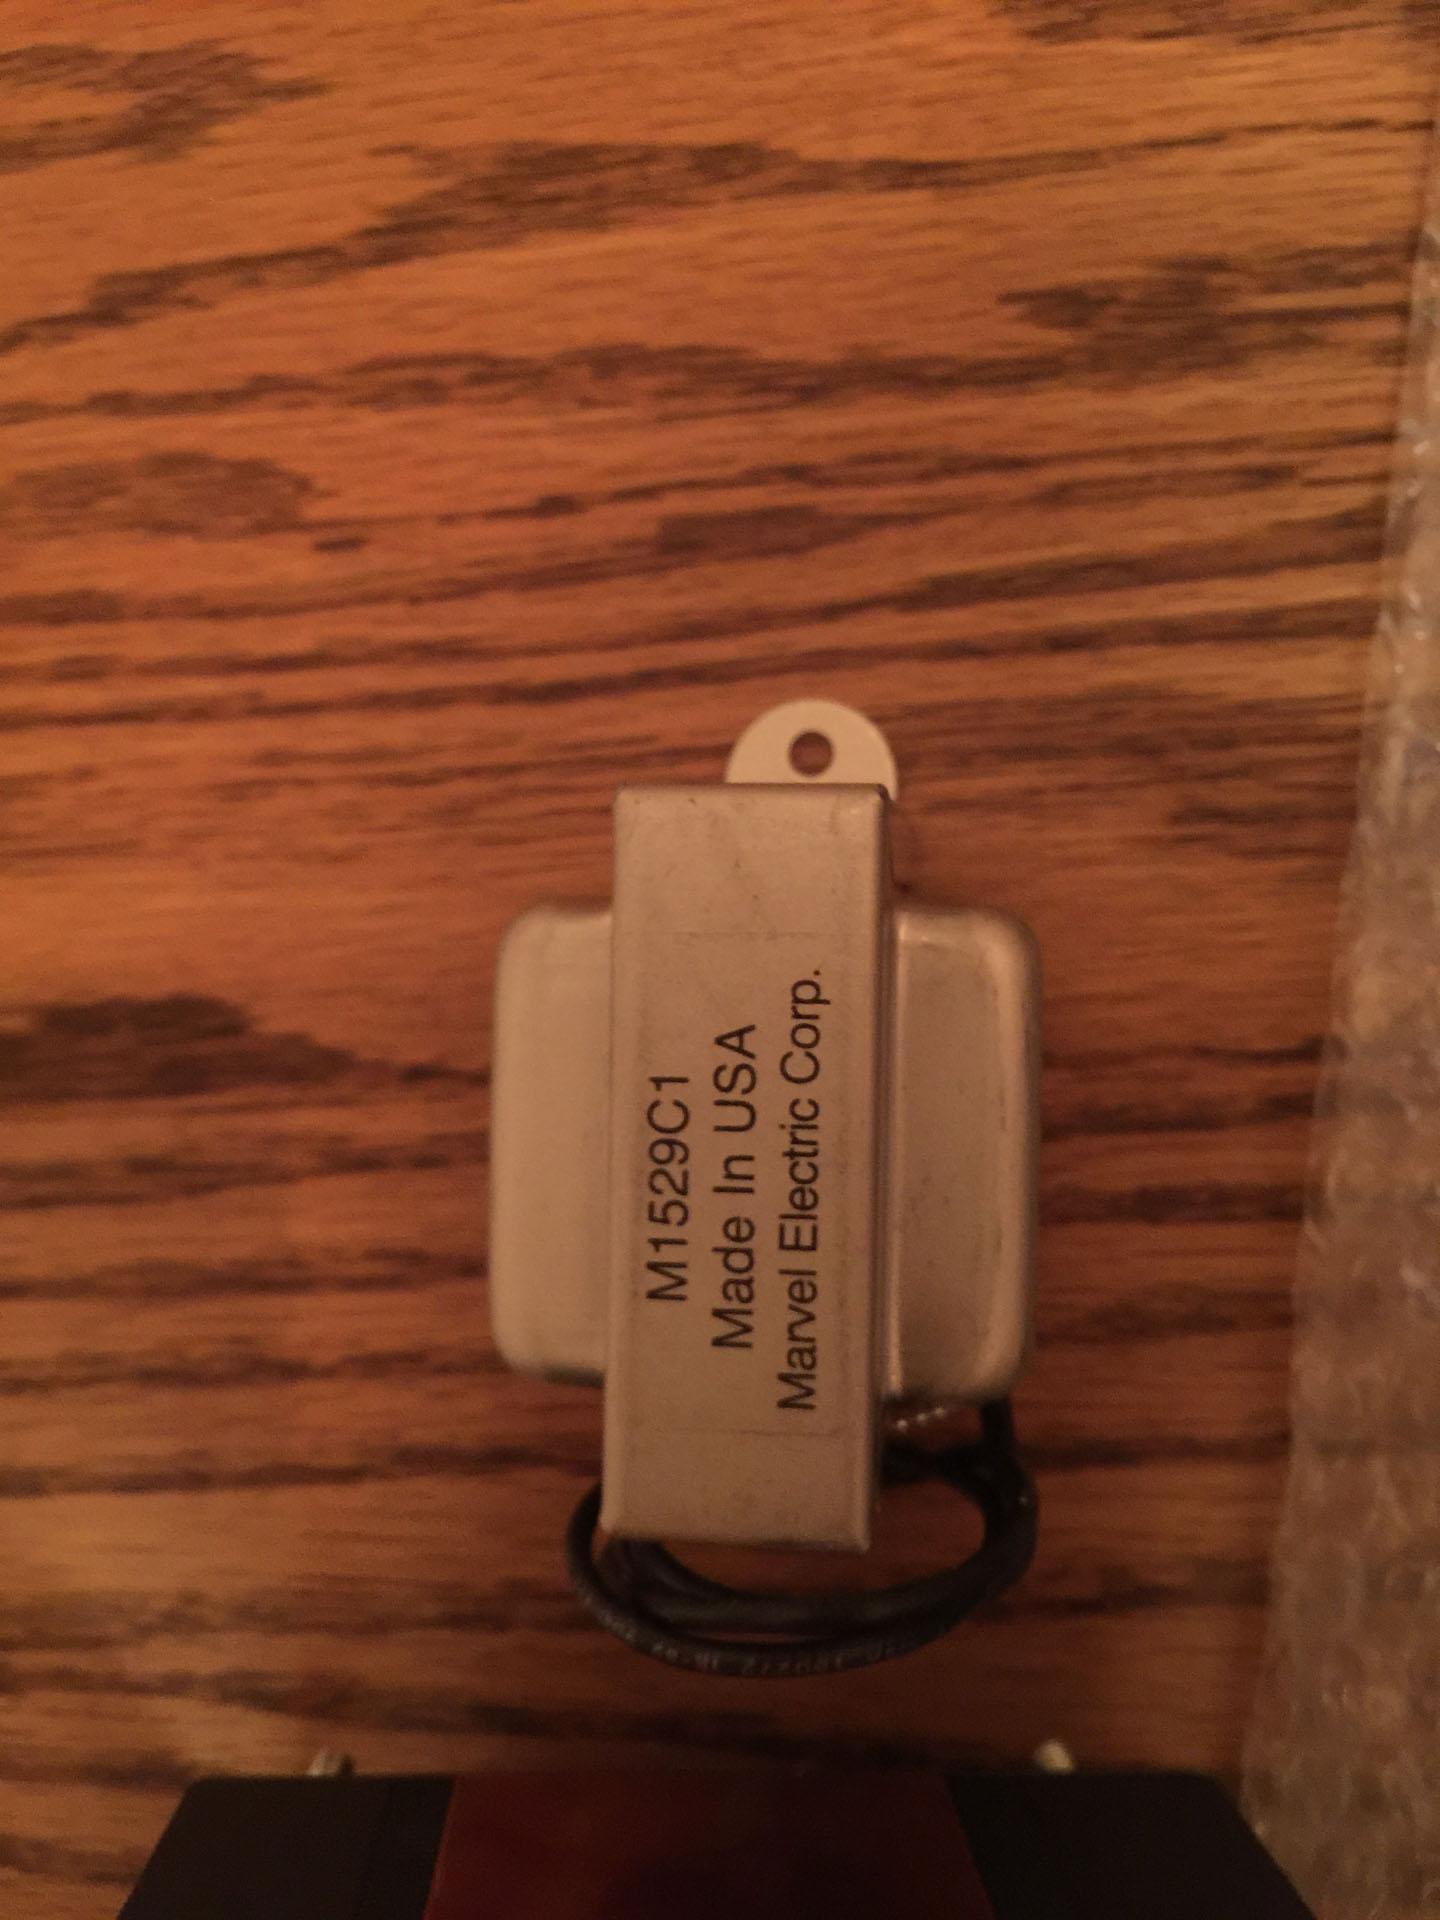 M1529C1
Made In USA
Marvel Electric Corp.